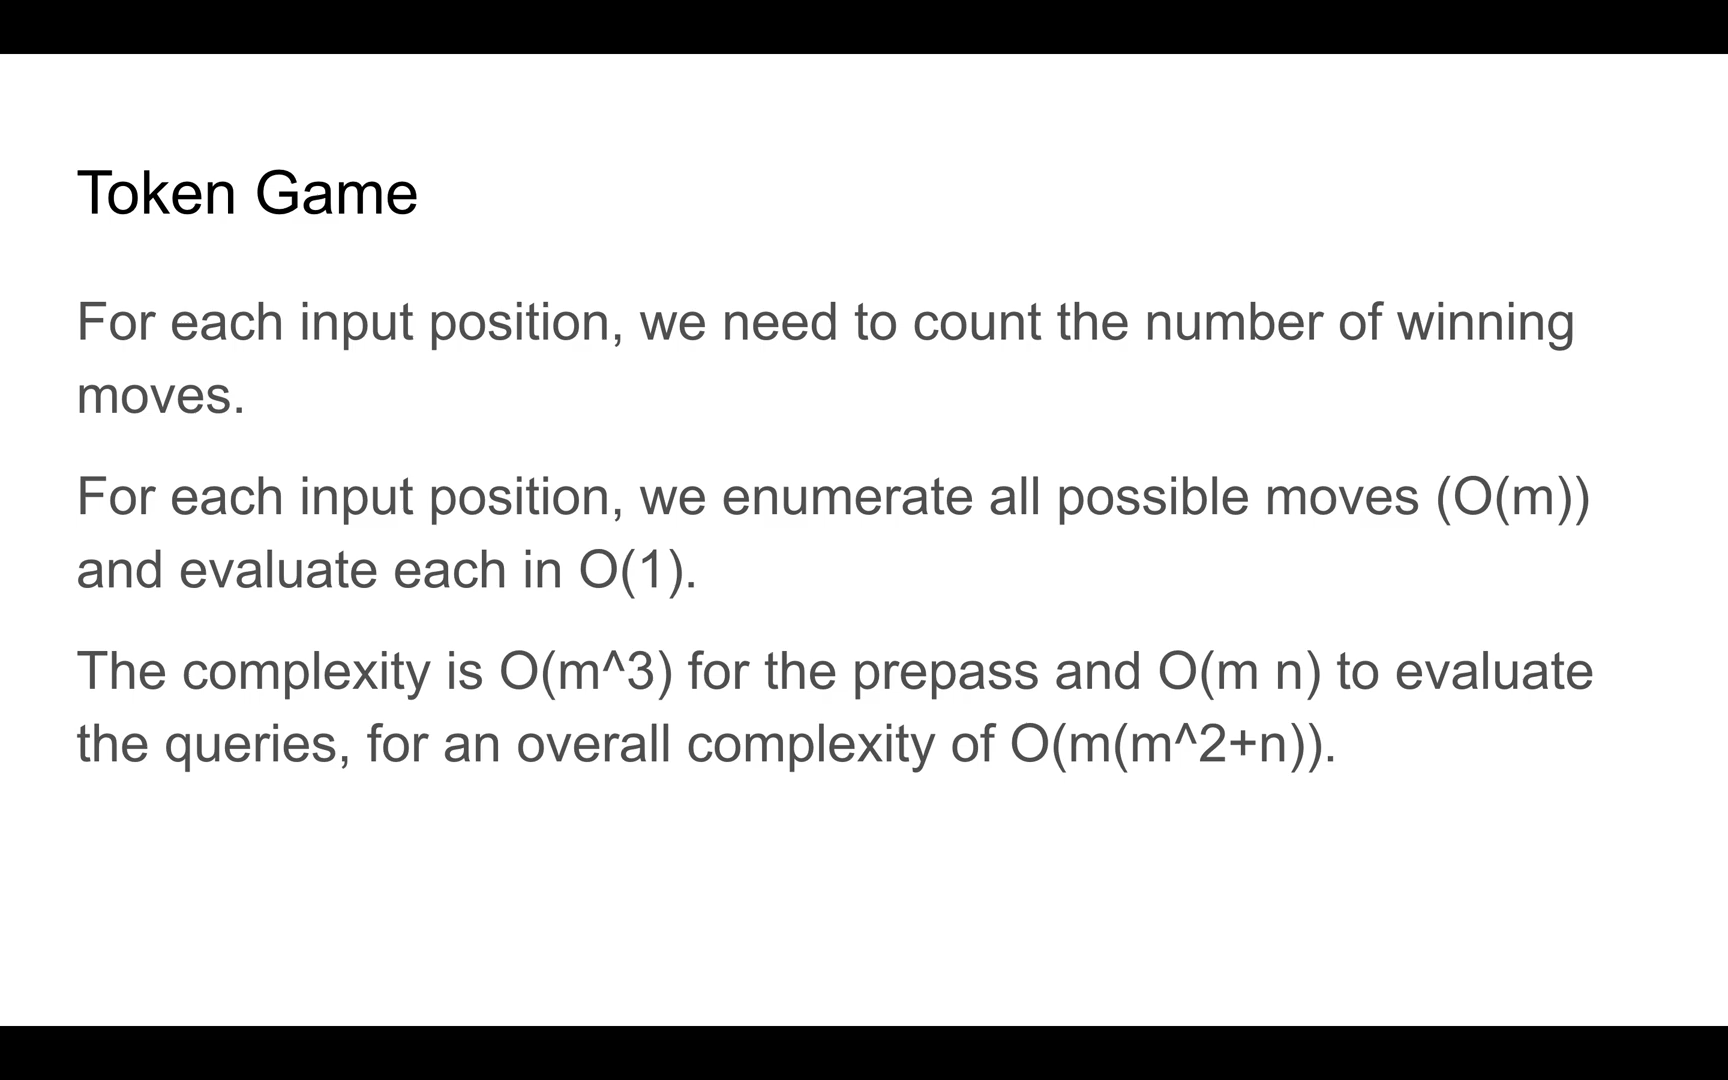 Token Game
For each input position, we need to count the number of winning
moves.
For each input position, we enumerate all possible moves (O(m))
and evaluate each in O(1).
The complexity is O(m^3) for the prepass and O(m n) to evaluate
the queries, for an overall complexity of O(m(m^2+n)).